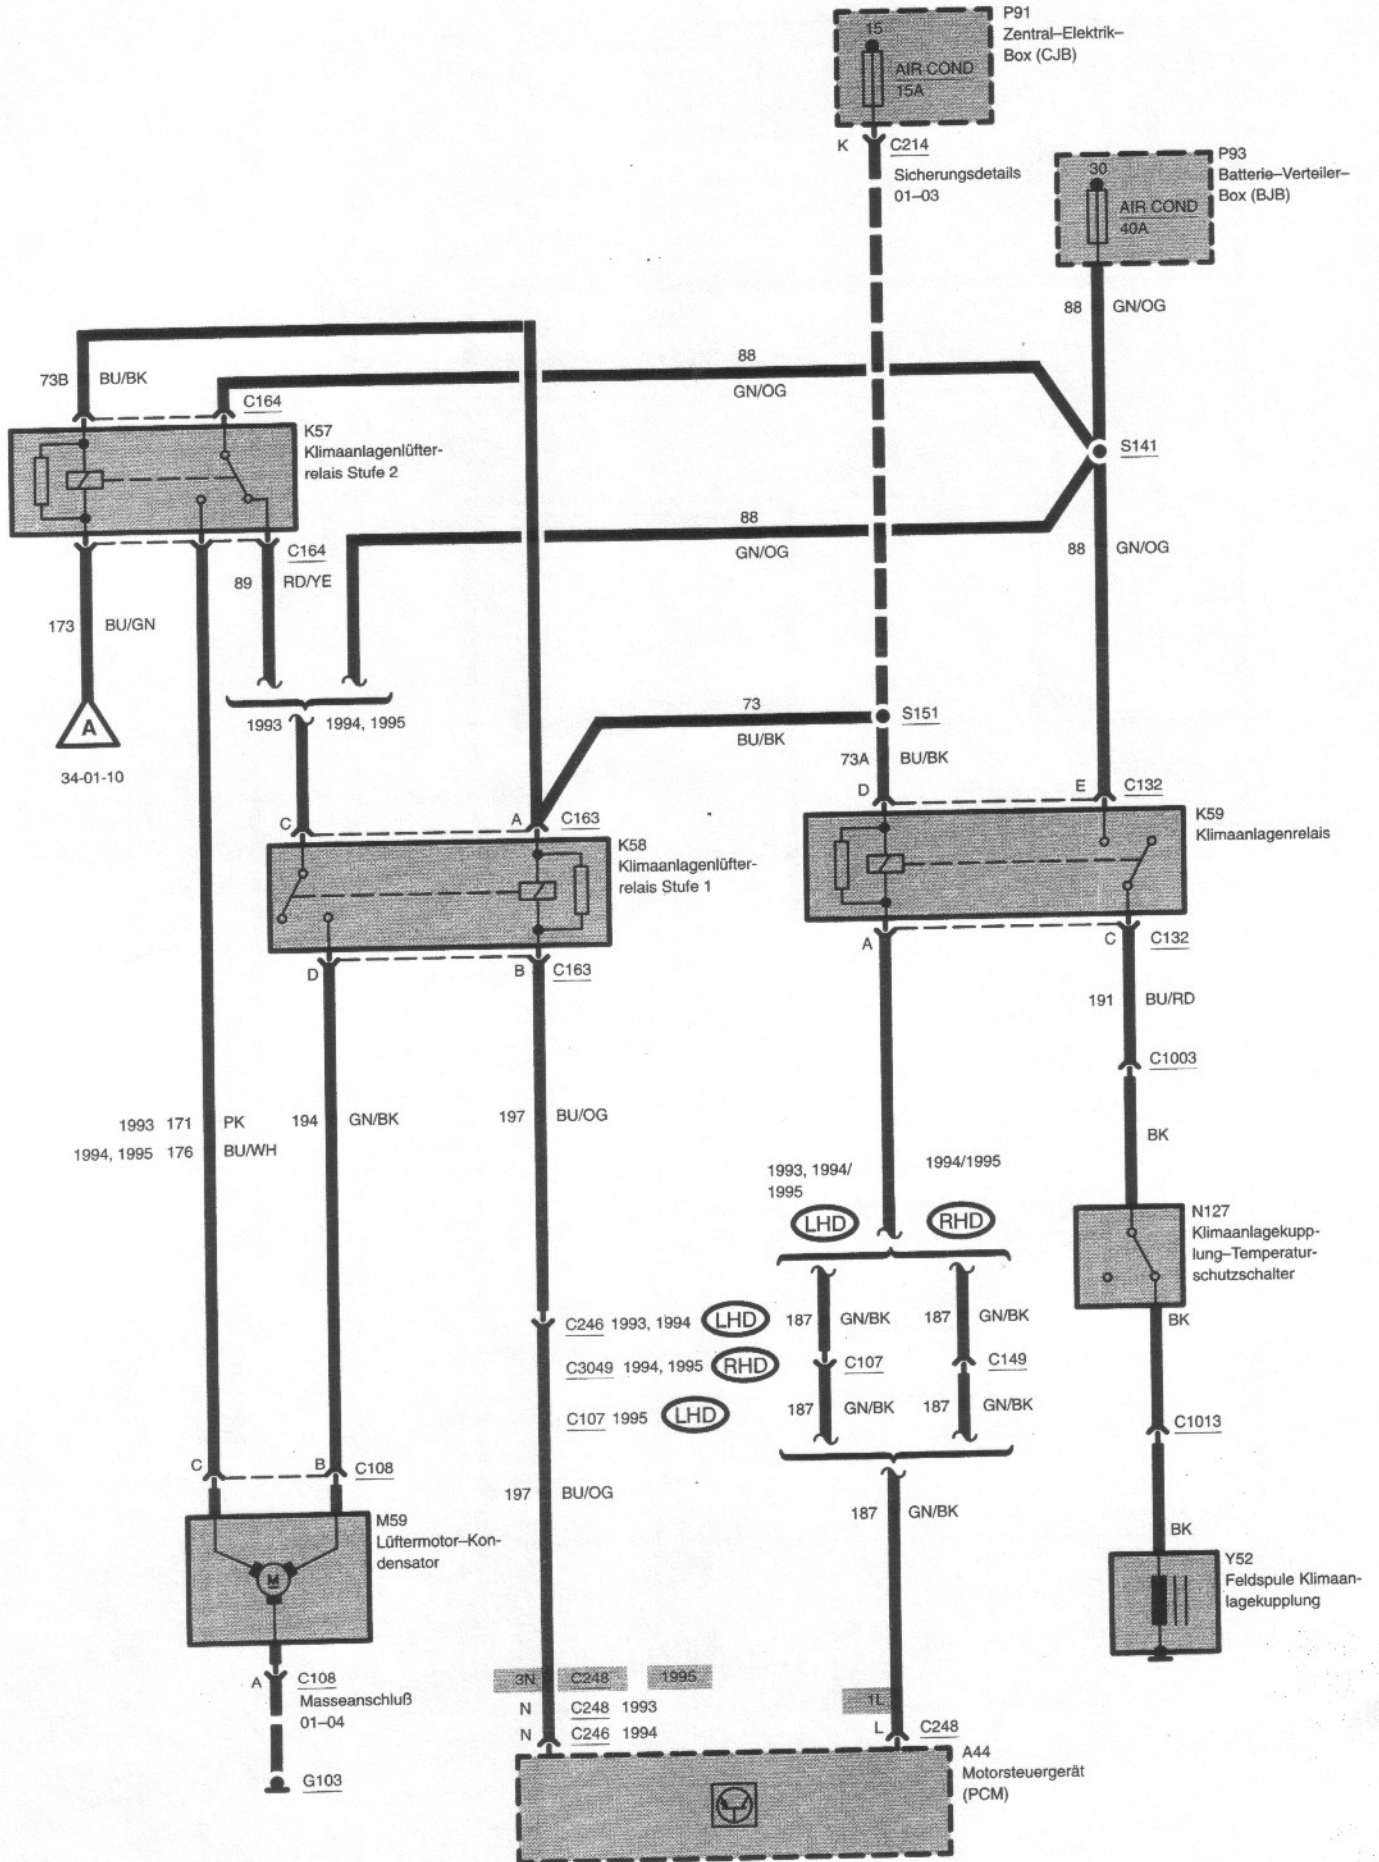 P91
Zentral–Elektrik–
Box (CJB)
15
AIR COND
15A
K C214
Sicherungsdetails
01–03
P93
Batterie–Verteiler–
Box (BJB)
30
AIR COND
40A
88 GN/OG
73B BU/BK
C164
88
GN/OG
K57
Klimaanlagenlüfter-
relais Stufe 2
S141
88
GN/OG
88 GN/OG
C164
89 RD/YE
173 BU/GN
A
34-01-10
1993 1994, 1995
73
BU/BK
S151
73A BU/BK
D E C132
K59
Klimaanlagenrelais
C A C163
K58
Klimaanlagenlüfter-
relais Stufe 1
A C C132
D B C163
191 BU/RD
C1003
BK
1993 171 PK
1994, 1995 176 BU/WH
194 GN/BK
197 BU/OG
1993, 1994/
1995
1994/1995
LHD RHD
N127
Klimaanlagekupp-
lung–Temperatur-
schutzschalter
BK
C246 1993, 1994 LHD
187 GN/BK 187 GN/BK
C3049 1994, 1995 RHD
C107 C149
C107 1995 LHD
187 GN/BK 187 GN/BK
C1013
C B C108
197 BU/OG
187 GN/BK
BK
M59
Lüftermotor–Kon-
densator
M
Y52
Feldspule Klimaan-
lagekupplung
A C108
Masseanschluß
01–04
G103
3N C248 1995
N C248 1993
N C246 1994
1L
L C248
A44
Motorsteuergerät
(PCM)